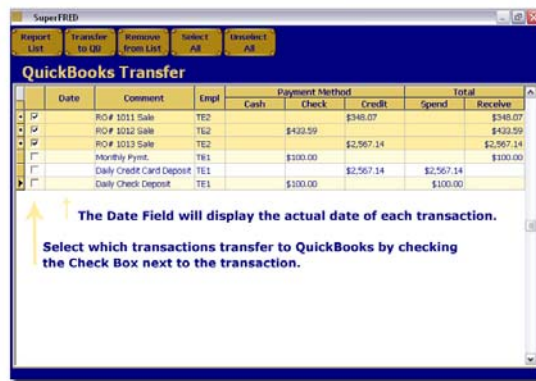 SuperFRED
Report List
Transfer to QB
Remove from List
Select All
Unselect All
QuickBooks Transfer
Date Comment Empl Payment Method Total
Cash Check Credit Spend Receive
RO# 1011 Sale TE2 $348.07 $348.07
RO# 1012 Sale TE2 $433.59 $433.59
RO# 1013 Sale TE2 $2,567.14 $2,567.14
Monthly Pymt. TE1 $100.00 $100.00
Daily Credit Card Deposit TE1 $2,567.14 $2,567.14
Daily Check Deposit TE1 $100.00 $100.00
The Date Field will display the actual date of each transaction.
Select which transactions transfer to QuickBooks by checking
the Check Box next to the transaction.